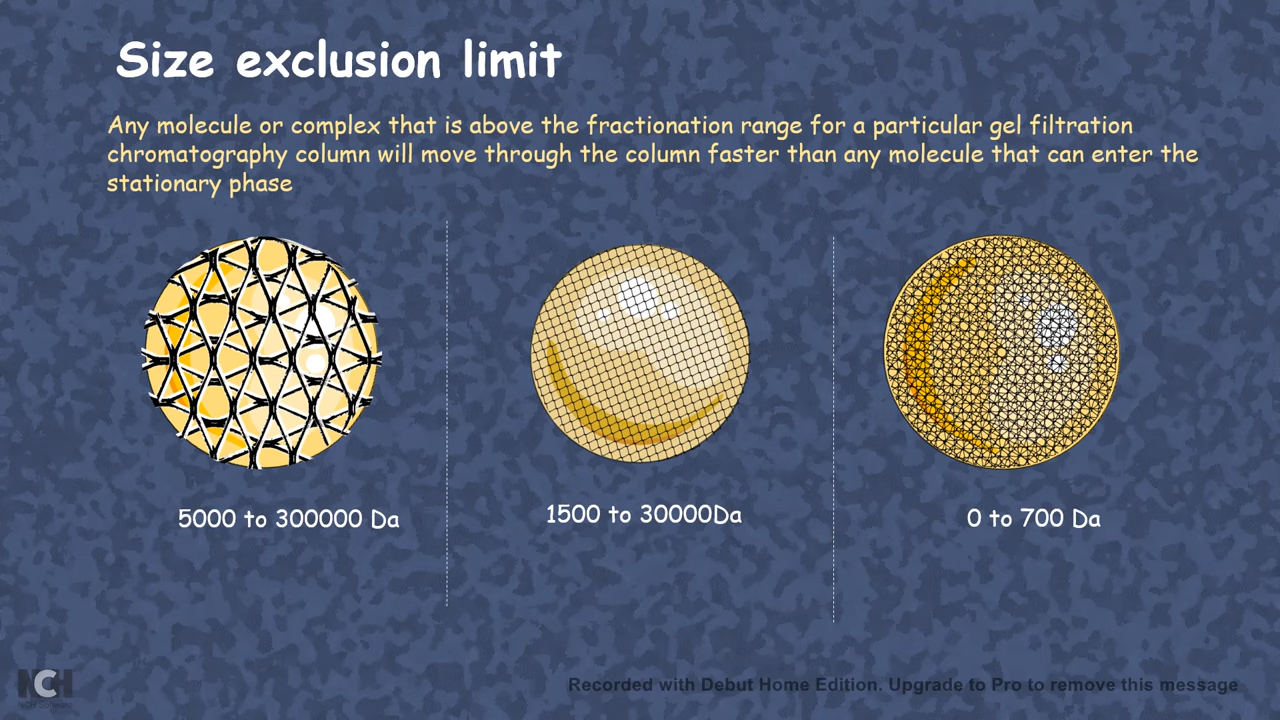 Size exclusion limit
Any molecule or complex that is above the fractionation range for a particular gel filtration
chromatography column will move through the column faster than any molecule that can enter the
stationary phase
5000 to 300000 Da
1500 to 30000Da
0 to 700 Da
NCH
NCH Software
Recorded with Debut Home Edition. Upgrade to Pro to remove this message